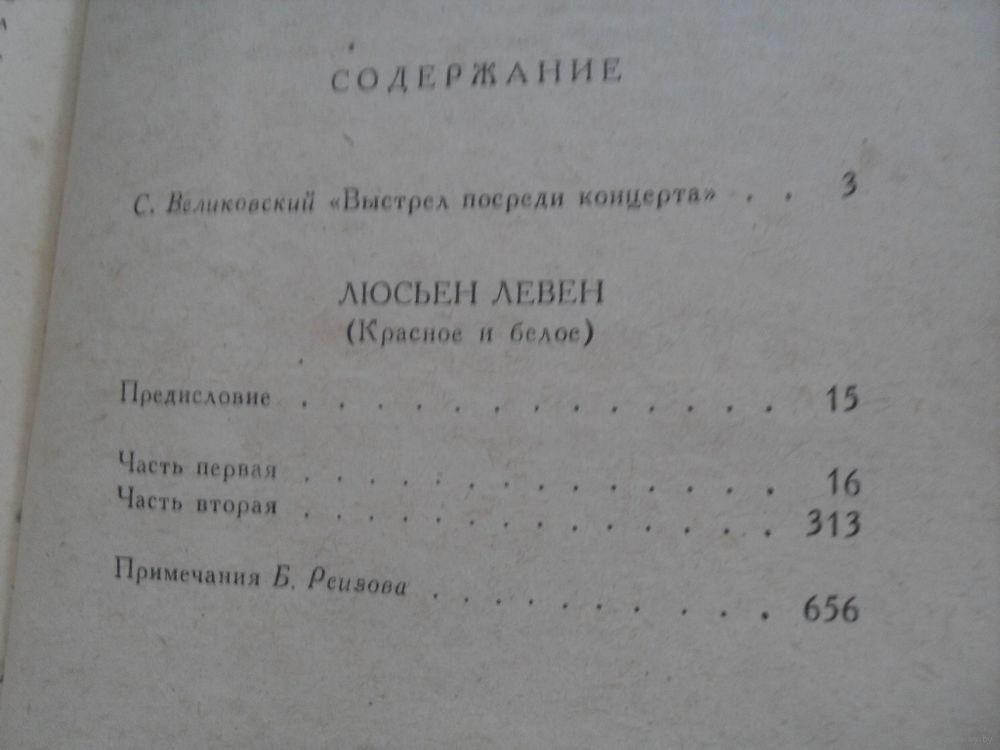 СОДЕРЖАНИЕ
С. Великовский «Выстрел посреди концерта» . . 3
ЛЮСЬЕН ЛЕВЕН
(Красное и белое)
Предисловие . . . . . . . . . . . . . 15
Часть первая . . . . . . . . . . . . . 16
Часть вторая . . . . . . . . . . . . . 313
Примечания Б. Реизова . . . . . . . . . 656